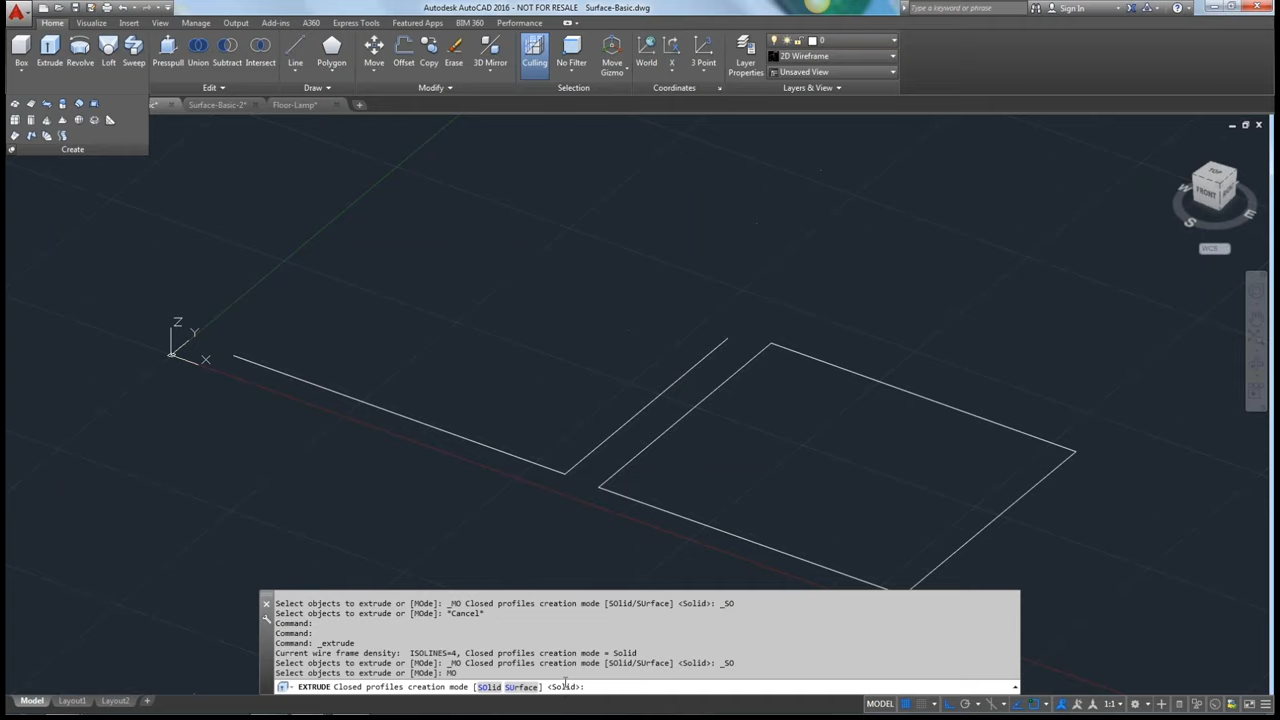 Autodesk AutoCAD 2016 - NOT FOR RESALE Surface-Basic.dwg
Type a keyword or phrase
Sign In
Home Visualize Insert View Manage Output Add-ins A360 Express Tools Featured Apps BIM 360 Performance
Box Extrude Revolve Loft Sweep Presspull Union Subtract Intersect Line Polygon Move Offset Copy Erase 3D Mirror Culling No Filter Move Gizmo World X 3 Point Layer Properties
0
2D Wireframe
Unsaved View
Edit Draw Modify Selection Coordinates Layers & View
Surface-Basic-2* Floor-Lamp*
Create
TOP
FRONT
W
S
E
WCS
Z
Y
X
Select objects to extrude or [MOde]: _MO Closed profiles creation mode [SOlid/SUrface] <Solid>: _SO
Select objects to extrude or [MOde]: *Cancel*
Command:
Command:
Command: _extrude
Current wire frame density: ISOLINES=4, Closed profiles creation mode = Solid
Select objects to extrude or [MOde]: _MO Closed profiles creation mode [SOlid/SUrface] <Solid>: _SO
Select objects to extrude or [MOde]: MO
EXTRUDE Closed profiles creation mode [SOlid SUrface] <Solid>:
Model Layout1 Layout2
MODEL
1:1